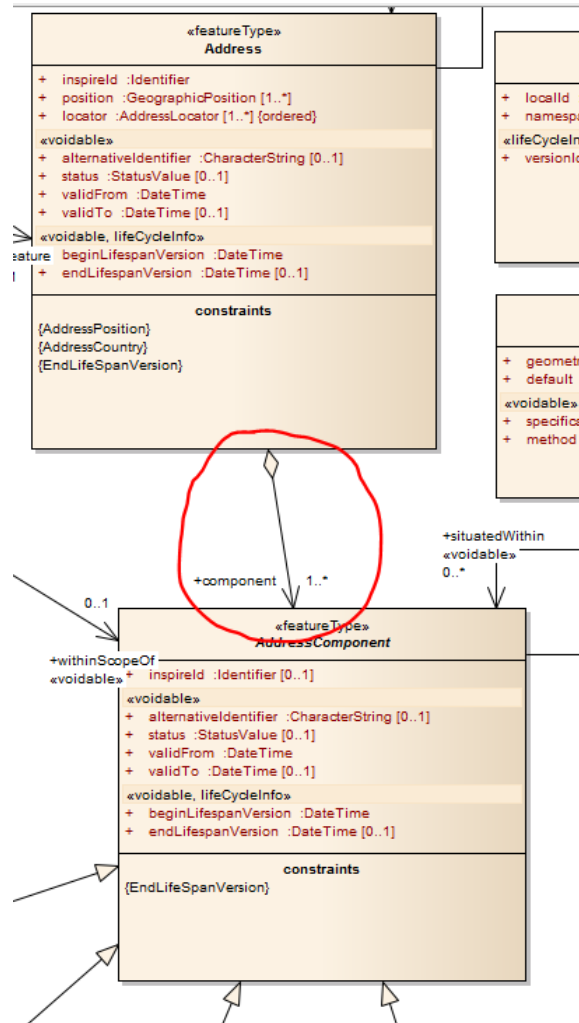 «featureType»
Address
+ inspireId :Identifier
+ position :GeographicPosition [1..*]
+ locator :AddressLocator [1..*] {ordered}
«voidable»
+ alternativeIdentifier :CharacterString [0..1]
+ status :StatusValue [0..1]
+ validFrom :DateTime
+ validTo :DateTime [0..1]
«voidable, lifeCycleInfo»
+ beginLifespanVersion :DateTime
+ endLifespanVersion :DateTime [0..1]
constraints
{AddressPosition}
{AddressCountry}
{EndLifeSpanVersion}
eature
+ localId
+ namespa
«lifeCycleIn
+ versionId
+ geometr
+ default
«voidable»
+ specifica
+ method
+component
1..*
+situatedWithin
«voidable»
0..*
0..1
+withinScopeOf
«voidable»
«featureType»
AddressComponent
+ inspireId :Identifier [0..1]
«voidable»
+ alternativeIdentifier :CharacterString [0..1]
+ status :StatusValue [0..1]
+ validFrom :DateTime
+ validTo :DateTime [0..1]
«voidable, lifeCycleInfo»
+ beginLifespanVersion :DateTime
+ endLifespanVersion :DateTime [0..1]
constraints
{EndLifeSpanVersion}